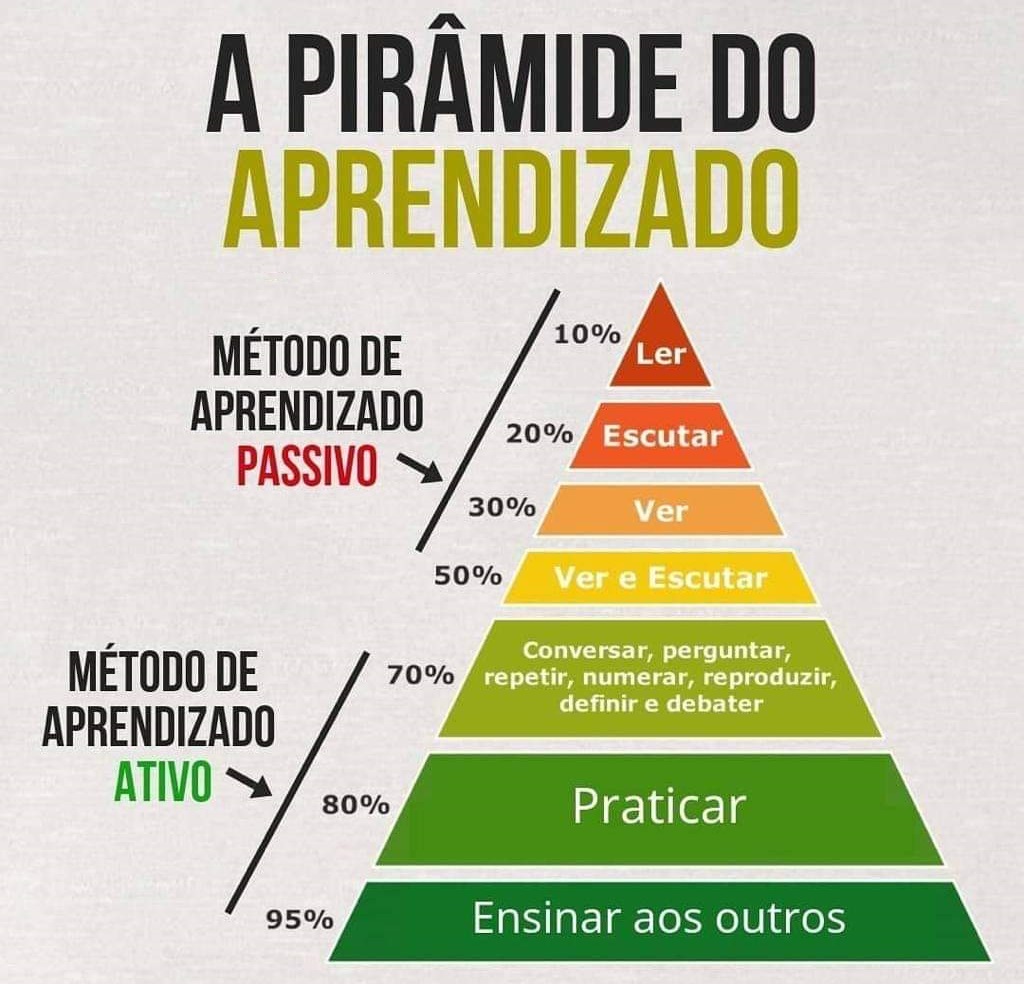 A PIRÂMIDE DO
APRENDIZADO
MÉTODO DE
APRENDIZADO
PASSIVO
10%
Ler
20%
Escutar
30%
Ver
50%
Ver e Escutar
MÉTODO DE
APRENDIZADO
ATIVO
70%
Conversar, perguntar,
repetir, numerar, reproduzir,
definir e debater
80%
Praticar
95%
Ensinar aos outros